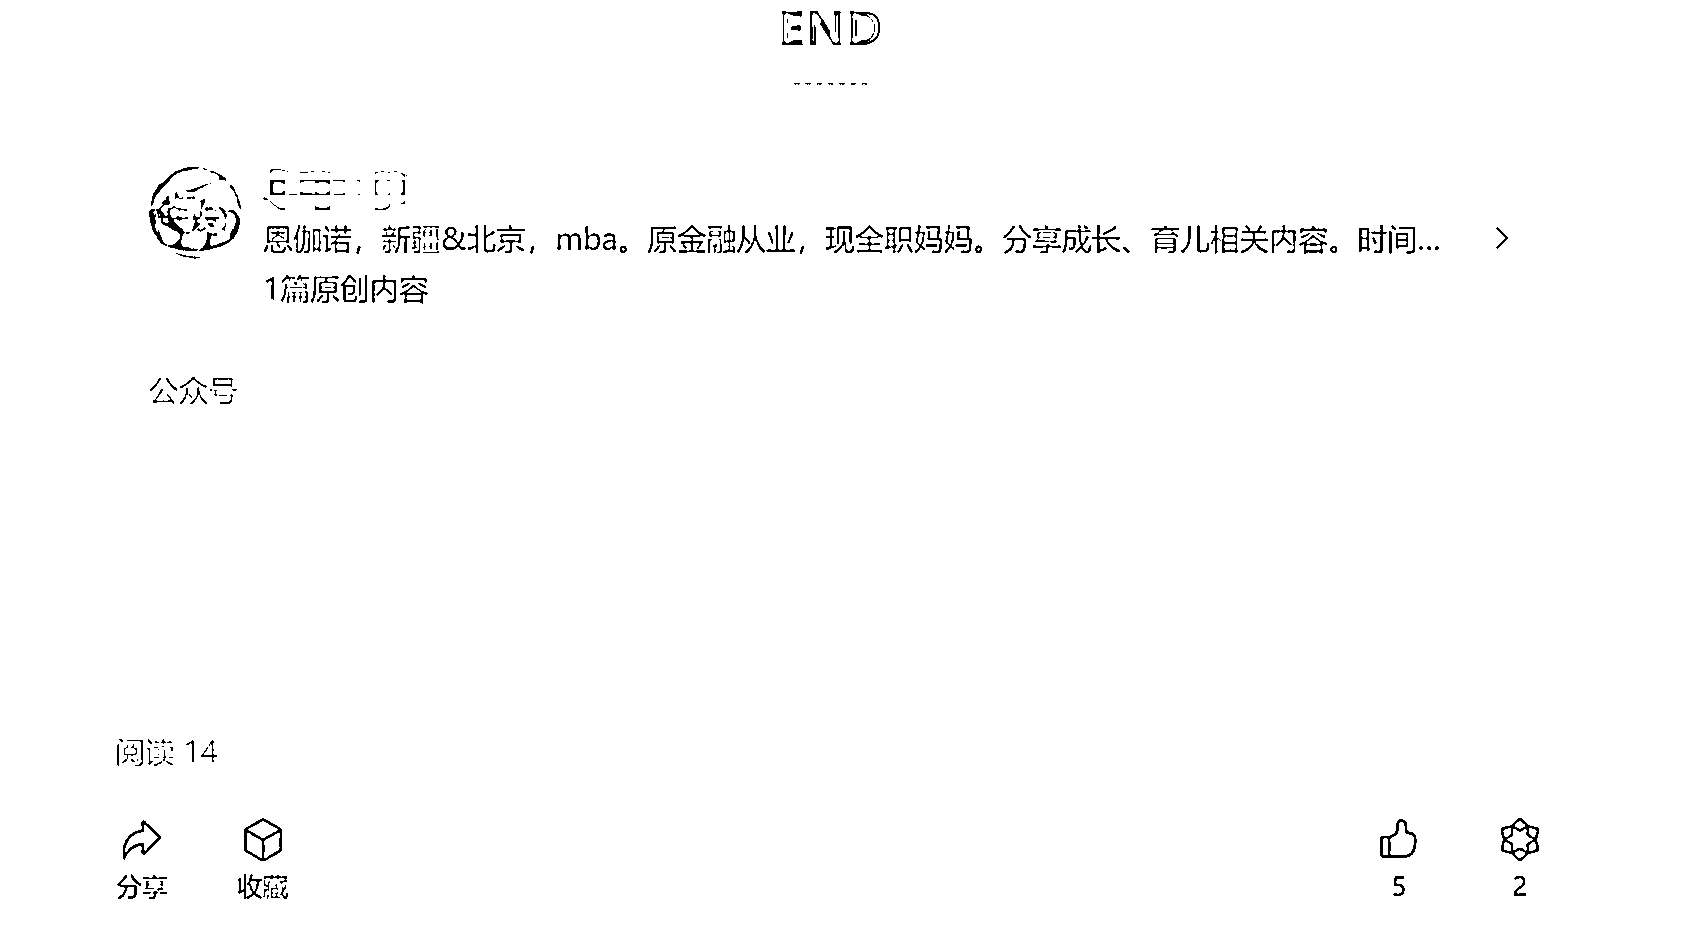 END
恩伽诺，新疆&北京，mba。原金融从业，现全职妈妈。分享成长、育儿相关内容。时间...
1篇原创内容
公众号
阅读 14
分享 收藏 5 2